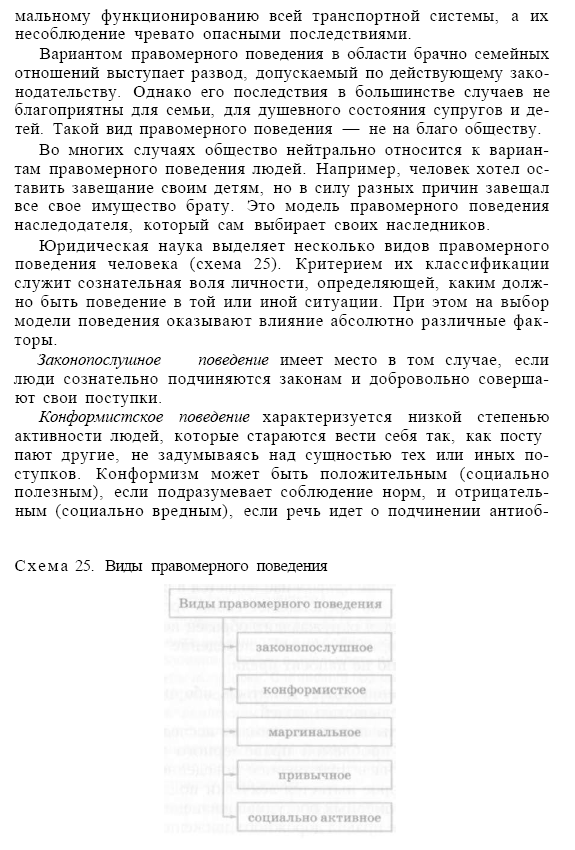 мальному функционированию всей транспортной системы, а их
несоблюдение чревато опасными последствиями.
Вариантом правомерного поведения в области брачно семейных
отношений выступает развод, допускаемый по действующему зако-
нодательству. Однако его последствия в большинстве случаев не
благоприятны для семьи, для душевного состояния супругов и де-
тей. Такой вид правомерного поведения — не на благо обществу.
Во многих случаях общество нейтрально относится к вариан-
там правомерного поведения людей. Например, человек хотел ос-
тавить завещание своим детям, но в силу разных причин завещал
все свое имущество брату. Это модель правомерного поведения
наследодателя, который сам выбирает своих наследников.
Юридическая наука выделяет несколько видов правомерного
поведения человека (схема 25). Критерием их классификации
служит сознательная воля личности, определяющей, каким долж-
но быть поведение в той или иной ситуации. При этом на выбор
модели поведения оказывают влияние абсолютно различные фак-
торы.
Законопослушное поведение имеет место в том случае, если
люди сознательно подчиняются законам и добровольно соверша-
ют свои поступки.
Конформистское поведение характеризуется низкой степенью
активности людей, которые стараются вести себя так, как посту
пают другие, не задумываясь над сущностью тех или иных по-
ступков. Конформизм может быть положительным (социально
полезным), если подразумевает соблюдение норм, и отрицатель-
ным (социально вредным), если речь идет о подчинении антиоб-
Схема 25. Виды правомерного поведения
Виды правомерного поведения
законопослушное
конформисткое
маргинальное
привычное
социально активное